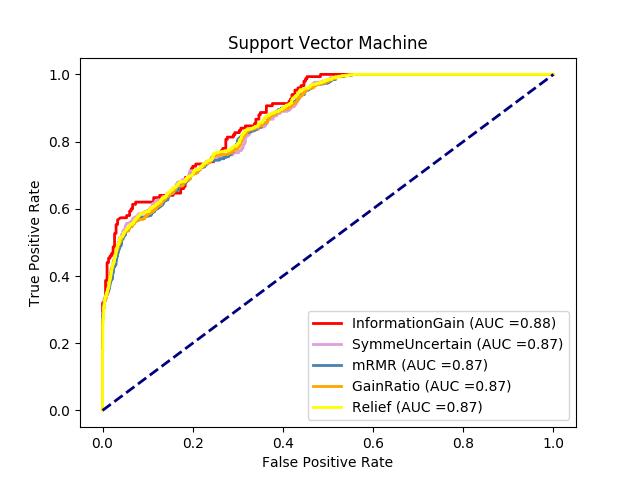 Support Vector Machine
1.0
0.8
0.6
0.4
0.2
0.0
True Positive Rate
InformationGain (AUC =0.88)
SymmeUncertain (AUC =0.87)
mRMR (AUC =0.87)
GainRatio (AUC =0.87)
Relief (AUC =0.87)
0.0 0.2 0.4 0.6 0.8 1.0
False Positive Rate